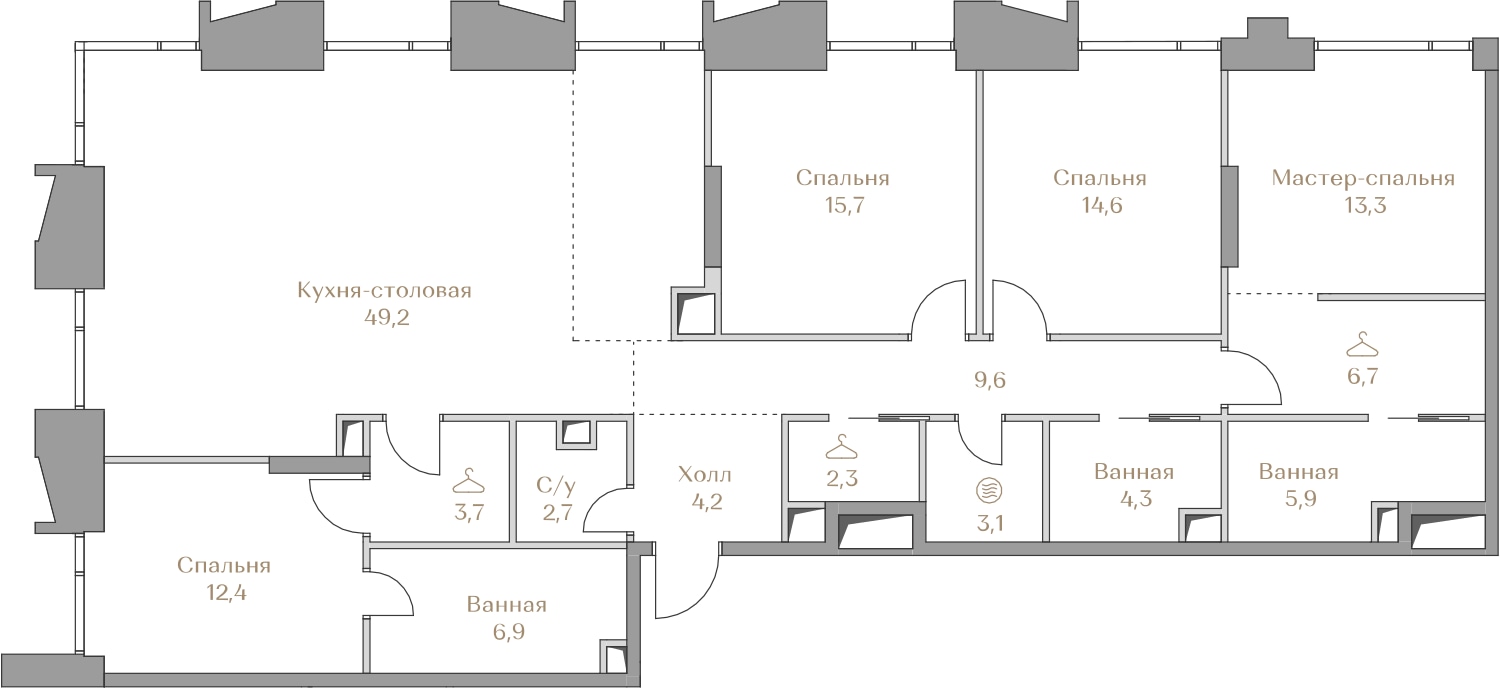 Спальня
15,7
Спальня
14,6
Мастер-спальня
13,3
Кухня-столовая
49,2
9,6
6,7
Холл
4,2
2,3
Ванная
4,3
Ванная
5,9
С/у
2,7
3,7
3,1
Спальня
12,4
Ванная
6,9